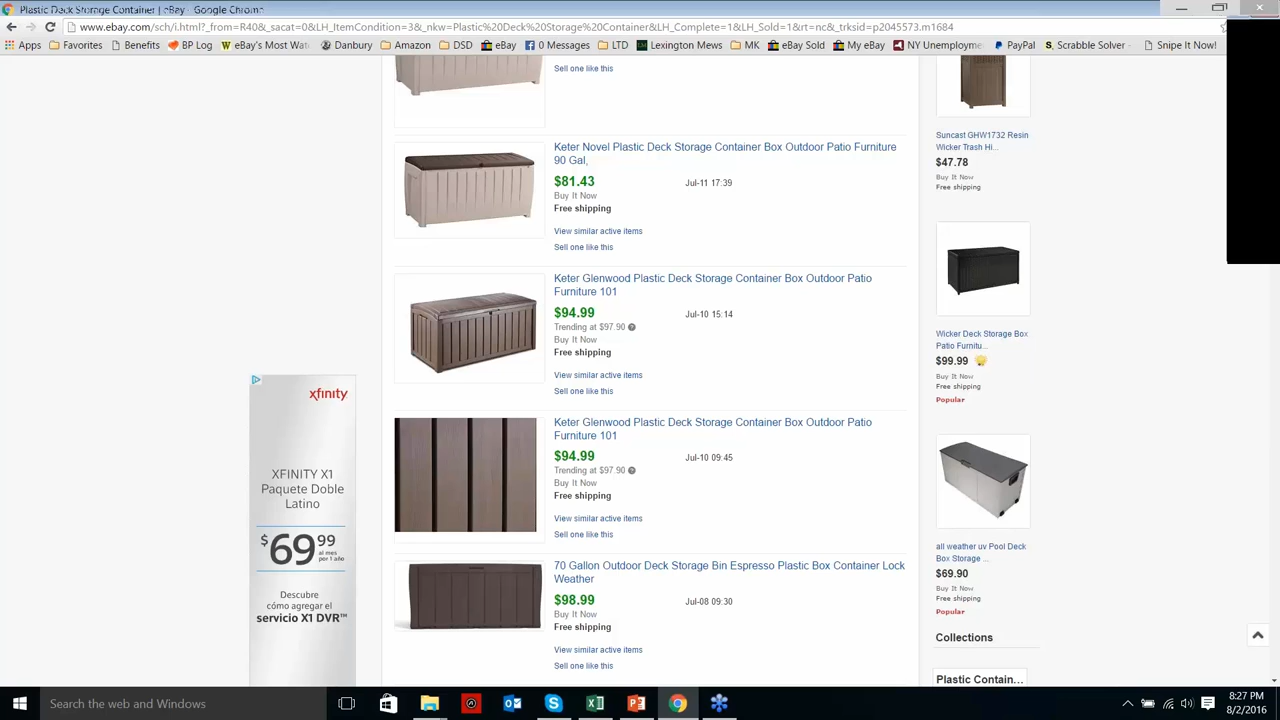 www.ebay.com/sch/i.html?_from=R40&_sacat=0&LH_ItemCondition=3&_nkw=Plastic%20Deck%20Storage%20Container&LH_Complete=1&LH_Sold=1&rt=nc&_trksid=p2045573.m1684
Apps Favorites Benefits BP Log eBay's Most Wat Danbury Amazon DSD eBay 0 Messages LTD Lexington Mews MK eBay Sold My eBay NY Unemploymen PayPal Scrabble Solver - Snipe It Now!
Sell one like this
Keter Novel Plastic Deck Storage Container Box Outdoor Patio Furniture
90 Gal,
$81.43
Jul-11 17:39
Buy It Now
Free shipping
View similar active items
Sell one like this
Keter Glenwood Plastic Deck Storage Container Box Outdoor Patio
Furniture 101
$94.99
Jul-10 15:14
Trending at $97.90
Buy It Now
Free shipping
View similar active items
Sell one like this
Keter Glenwood Plastic Deck Storage Container Box Outdoor Patio
Furniture 101
$94.99
Jul-10 09:45
Trending at $97.90
Buy It Now
Free shipping
View similar active items
Sell one like this
70 Gallon Outdoor Deck Storage Bin Espresso Plastic Box Container Lock
Weather
$98.99
Jul-08 09:30
Buy It Now
Free shipping
View similar active items
Sell one like this
Suncast GHW1732 Resin
Wicker Trash Hi...
$47.78
Buy It Now
Free shipping
Wicker Deck Storage Box
Patio Furnitu...
$99.99
Buy It Now
Free shipping
Popular
all weather uv Pool Deck
Box Storage ...
$69.90
Buy It Now
Free shipping
Popular
Collections
Plastic Contain...
xfinity
XFINITY X1
Paquete Doble
Latino
$69 99
al mes
por 1 año
Descubre
cómo agregar el
servicio X1 DVR™
Search the web and Windows
8:27 PM
8/2/2016